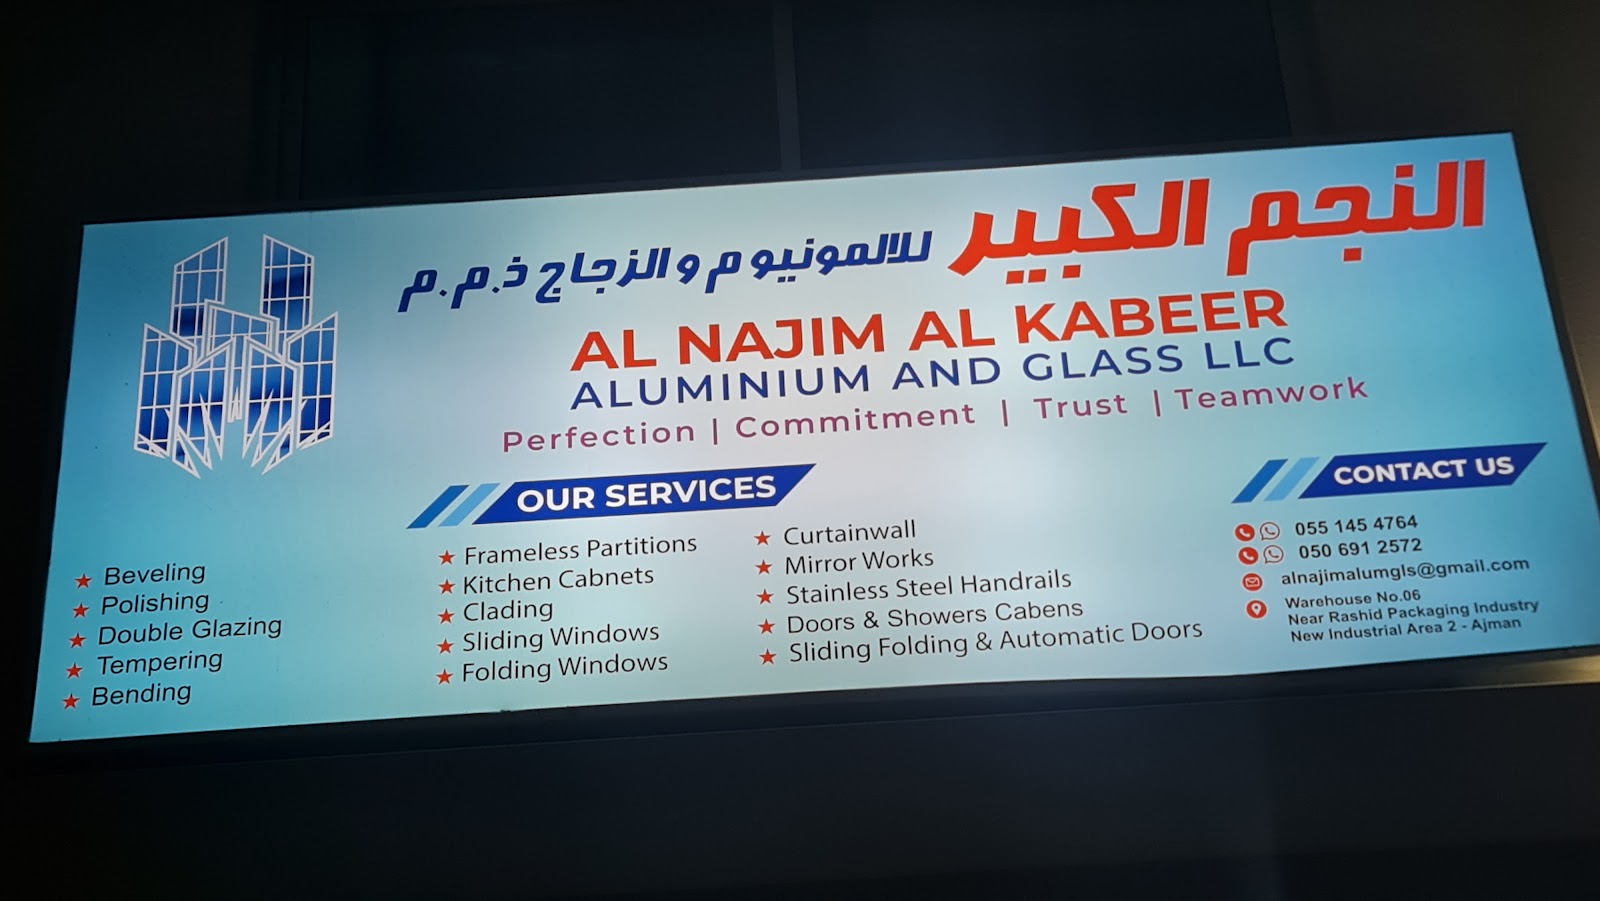 النجم الكبير للالمونيوم والزجاج ذ.م.م
AL NAJIM AL KABEER
ALUMINIUM AND GLASS LLC
Perfection | Commitment | Trust | Teamwork
OUR SERVICES
Beveling
Polishing
Double Glazing
Tempering
Bending
Frameless Partitions
Kitchen Cabnets
Clading
Sliding Windows
Folding Windows
Curtainwall
Mirror Works
Stainless Steel Handrails
Doors & Showers Cabens
Sliding Folding & Automatic Doors
CONTACT US
055 145 4764
050 691 2572
alnajimalumgls@gmail.com
Warehouse No.06
Near Rashid Packaging Industry
New Industrial Area 2 - Ajman